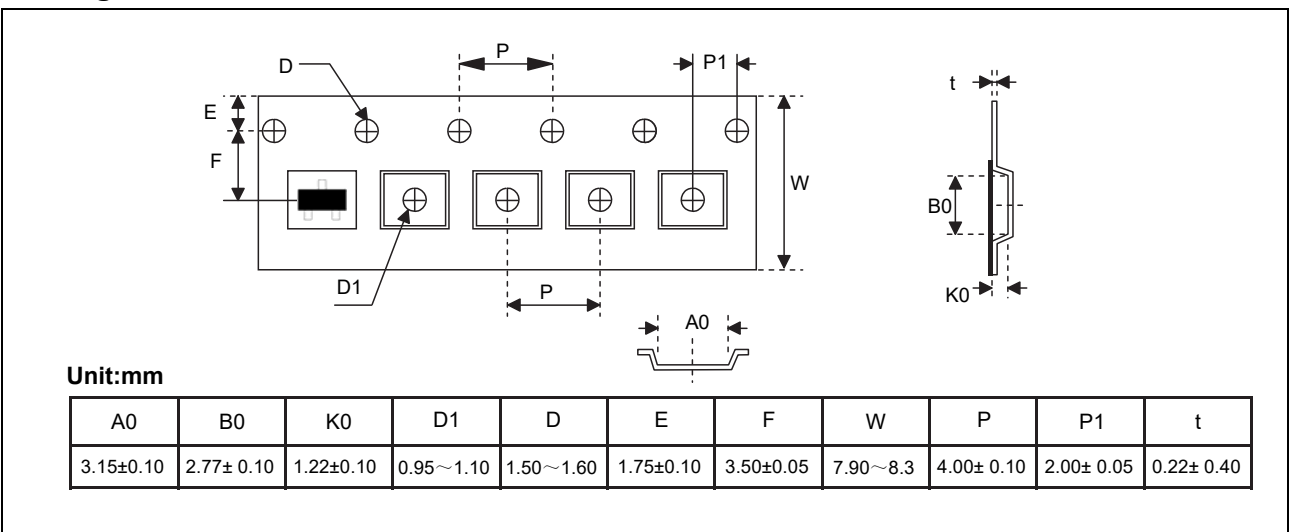 D
P
P1
t
E
F
W
B0
D1
P
K0
A0
Unit:mm
A0 B0 K0 D1 D E F W P P1 t
3.15±0.10 2.77± 0.10 1.22±0.10 0.95～1.10 1.50～1.60 1.75±0.10 3.50±0.05 7.90～8.3 4.00± 0.10 2.00± 0.05 0.22± 0.40